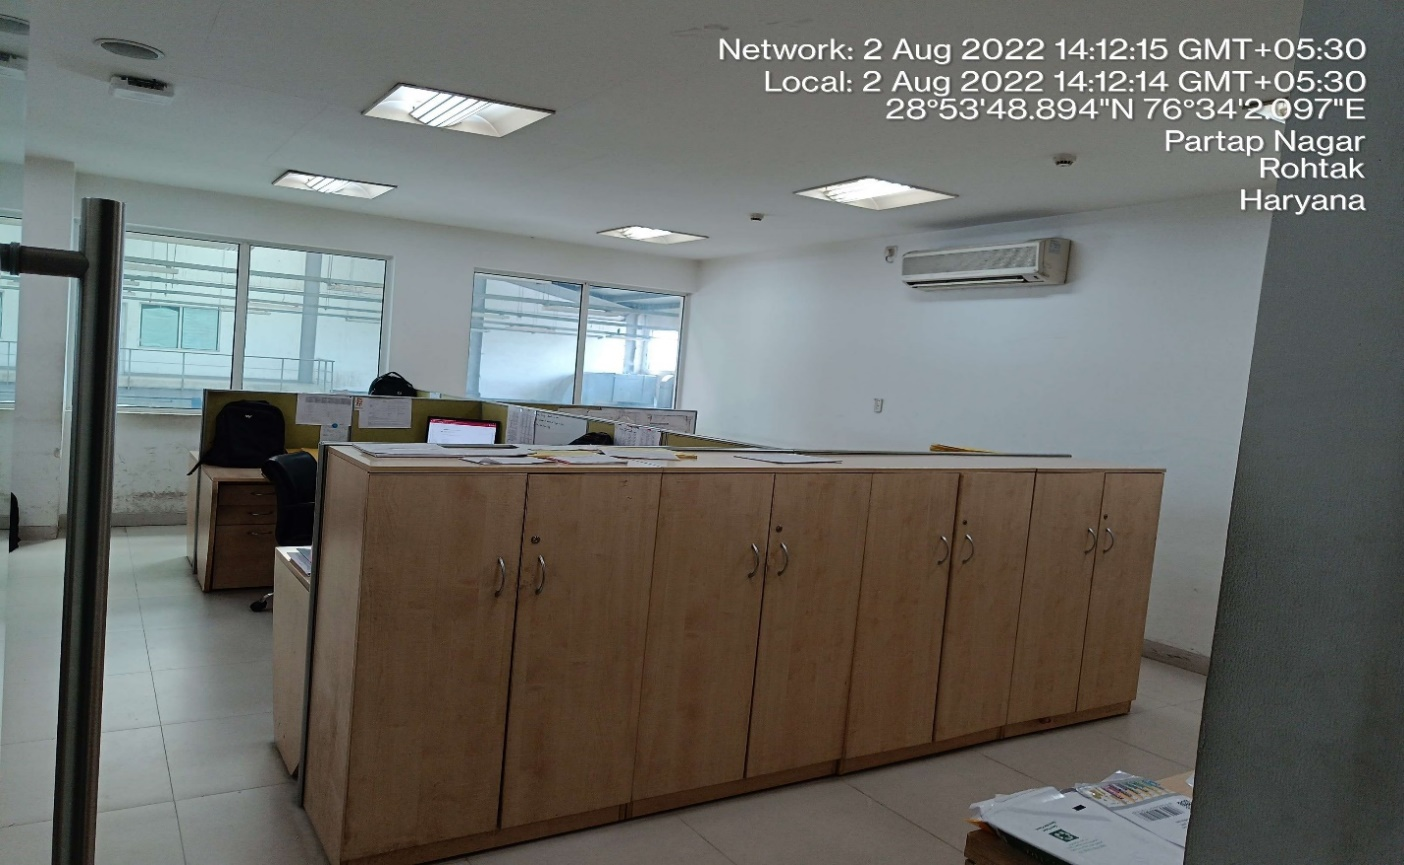 Network: 2 Aug 2022 14:12:15 GMT+05:30
Local: 2 Aug 2022 14:12:14 GMT+05:30
28°53'48.894"N 76°34'2.097"E
Partap Nagar
Rohtak
Haryana